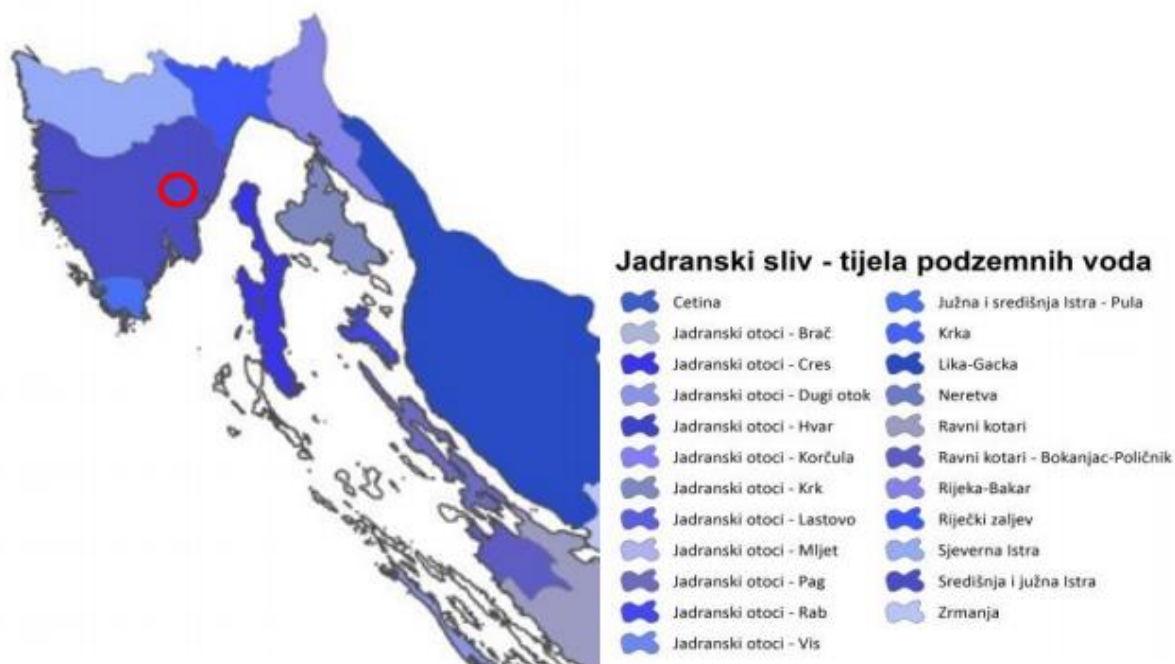 Jadranski sliv - tijela podzemnih voda
Cetina
Jadranski otoci - Brač
Jadranski otoci - Cres
Jadranski otoci - Dugi otok
Jadranski otoci - Hvar
Jadranski otoci - Korčula
Jadranski otoci - Krk
Jadranski otoci - Lastovo
Jadranski otoci - Mljet
Jadranski otoci - Pag
Jadranski otoci - Rab
Jadranski otoci - Vis
Južna i središnja Istra - Pula
Krka
Lika-Gacka
Neretva
Ravni kotari
Ravni kotari - Bokanjac-Poličnik
Rijeka-Bakar
Riječki zaljev
Sjeverna Istra
Središnja i južna Istra
Zrmanja